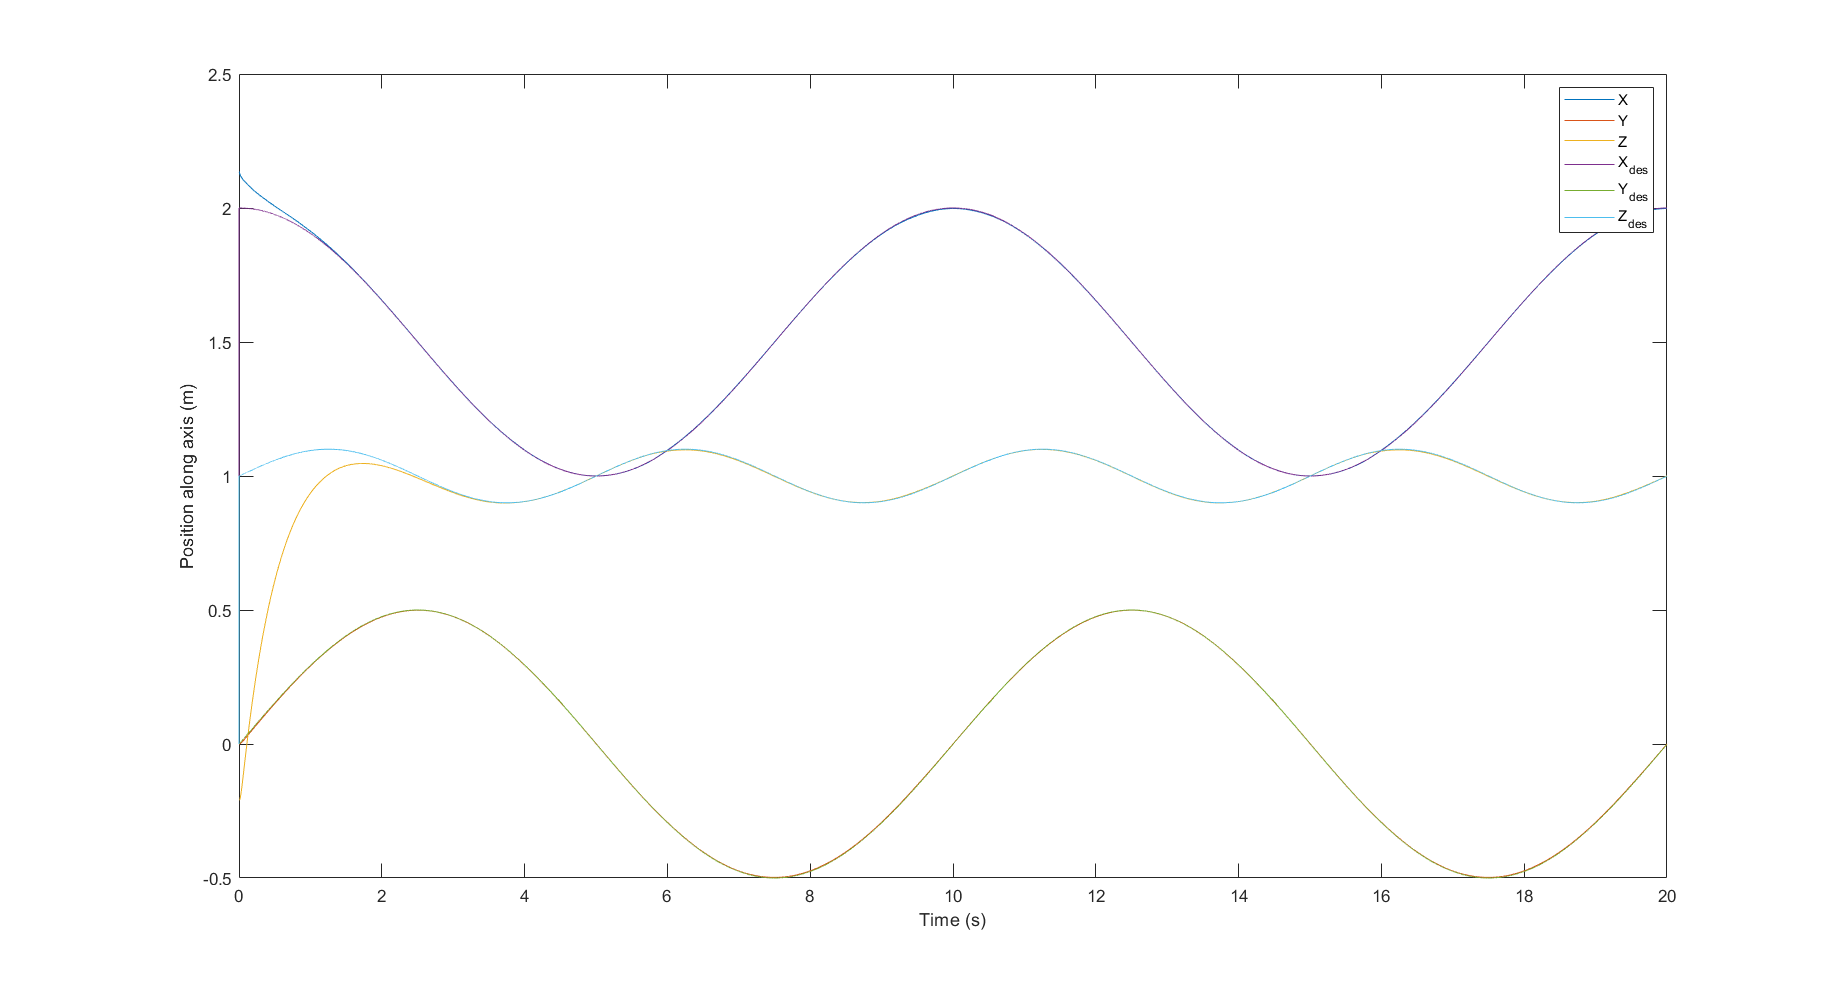 2.5
2
1.5
1
0.5
0
-0.5
Position along axis (m)
0 2 4 6 8 10 12 14 16 18 20
Time (s)
X
Y
Z
Xdes
Ydes
Zdes